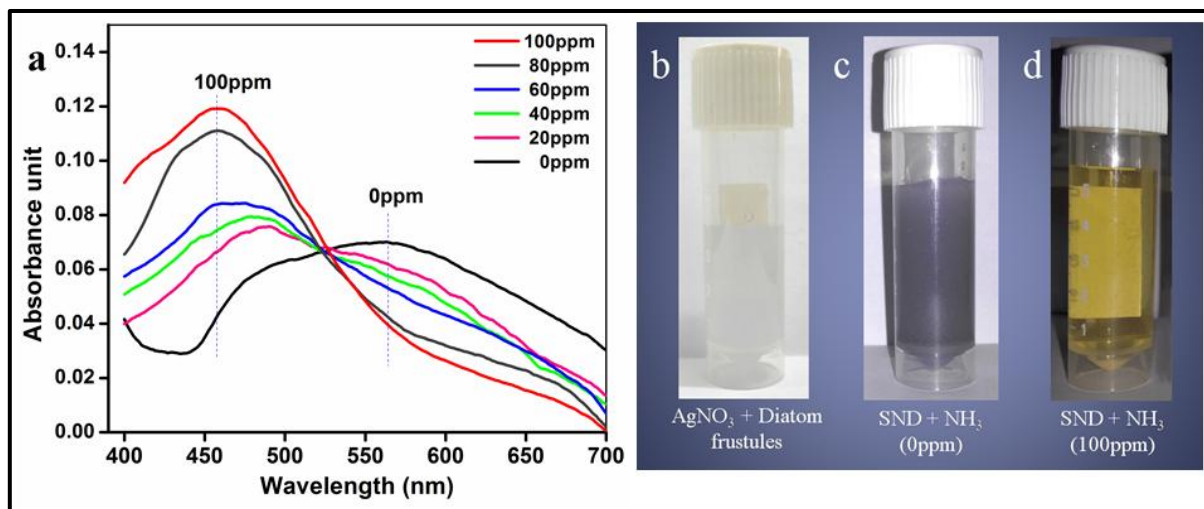 a
100ppm
0ppm
100ppm
80ppm
60ppm
40ppm
20ppm
0ppm
Absorbance unit
0.14
0.12
0.10
0.08
0.06
0.04
0.02
0.00
400 450 500 550 600 650 700
Wavelength (nm)
b
AgNO₃ + Diatom
frustules
c
SND + NH₃
(0ppm)
d
SND + NH₃
(100ppm)